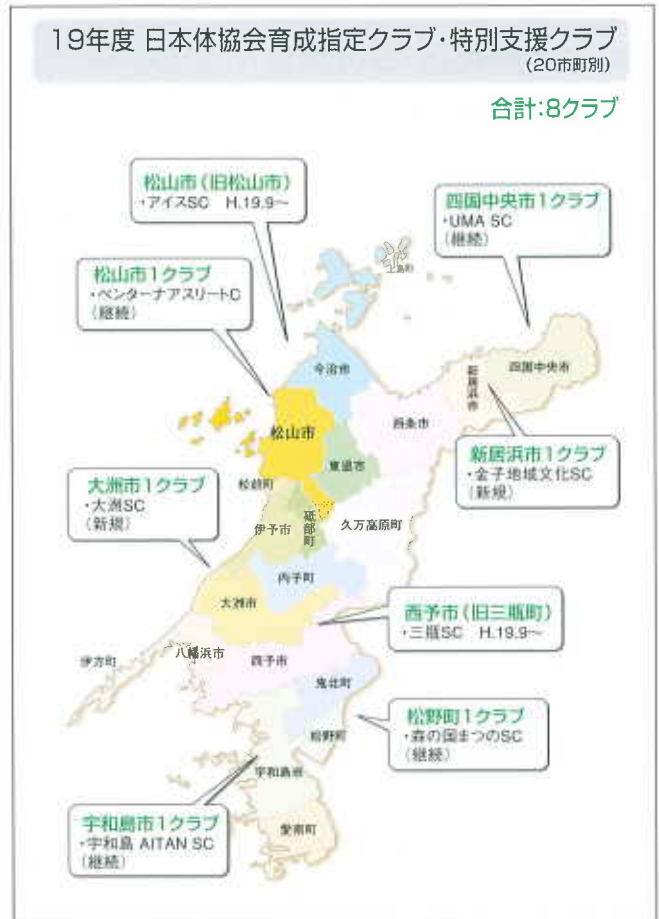 19年度 日本体協会育成指定クラブ・特別支援クラブ
(20市町別)
合計:8クラブ
松山市(旧松山市)
・アイスSC H.19.9~
四国中央市1クラブ
・UMA SC
(継続)
上島町
松山市1クラブ
・ベンターナアスリートC
(継続)
今治市
四国中央市
新居浜市
西条市
松山市
東温市
新居浜市1クラブ
・金子地域文化SC
(新規)
大洲市1クラブ
・大洲SC
(新規)
松前町
伊予市
砥部町
久万高原町
内子町
大洲市
西予市(旧三瓶町)
・三瓶SC H.19.9~
八幡浜市
伊方町
西予市
鬼北町
松野町1クラブ
・森の国まつのSC
(継続)
松野町
宇和島市
宇和島市1クラブ
・宇和島 AITAN SC
(継続)
愛南町